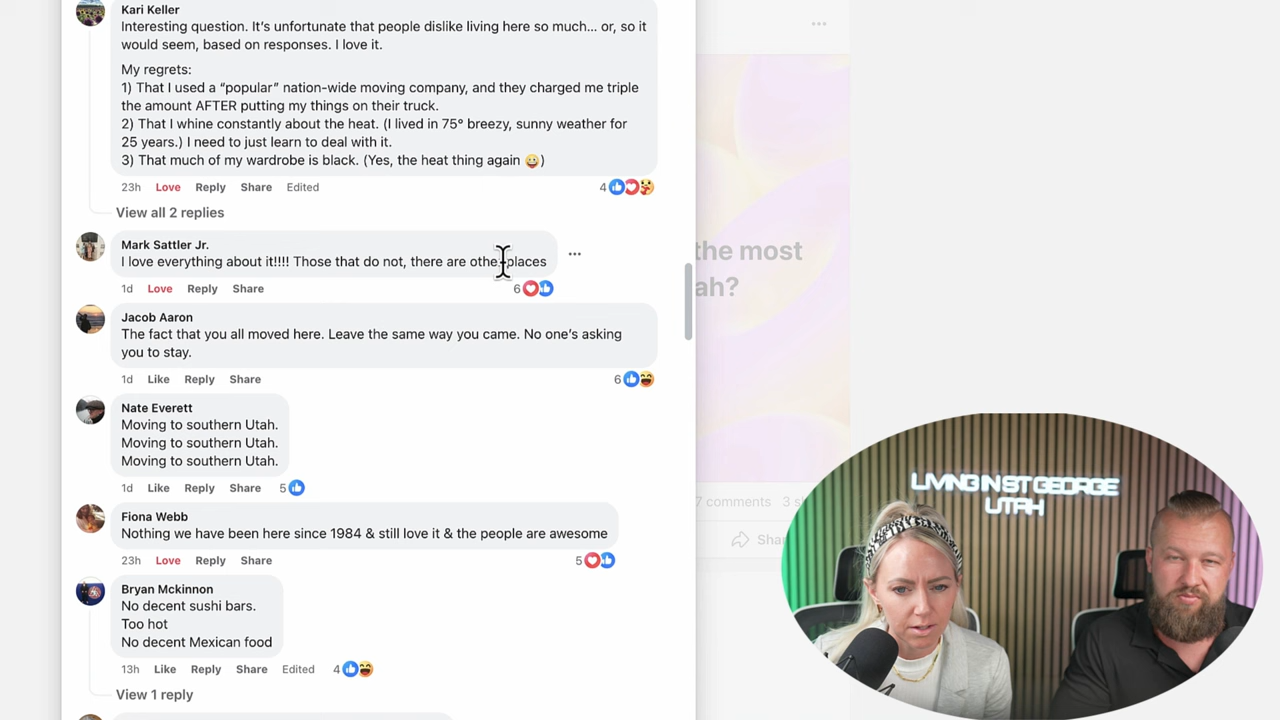 Kari Keller
Interesting question. It's unfortunate that people dislike living here so much... or, so it
would seem, based on responses. I love it.
My regrets:
1) That I used a “popular” nation-wide moving company, and they charged me triple
the amount AFTER putting my things on their truck.
2) That I whine constantly about the heat. (I lived in 75° breezy, sunny weather for
25 years.) I need to just learn to deal with it.
3) That much of my wardrobe is black. (Yes, the heat thing again 😀)
23h Love Reply Share Edited 4
View all 2 replies
Mark Sattler Jr.
I love everything about it!!!! Those that do not, there are other places
1d Love Reply Share 6
Jacob Aaron
The fact that you all moved here. Leave the same way you came. No one's asking
you to stay.
1d Like Reply Share 6
Nate Everett
Moving to southern Utah.
Moving to southern Utah.
Moving to southern Utah.
1d Like Reply Share 5
Fiona Webb
Nothing we have been here since 1984 & still love it & the people are awesome
23h Love Reply Share 5
Bryan Mckinnon
No decent sushi bars.
Too hot
No decent Mexican food
13h Like Reply Share Edited 4
View 1 reply
the most
ah?
7 comments 3
Shar
LIVING IN ST GEORGE
UTAH